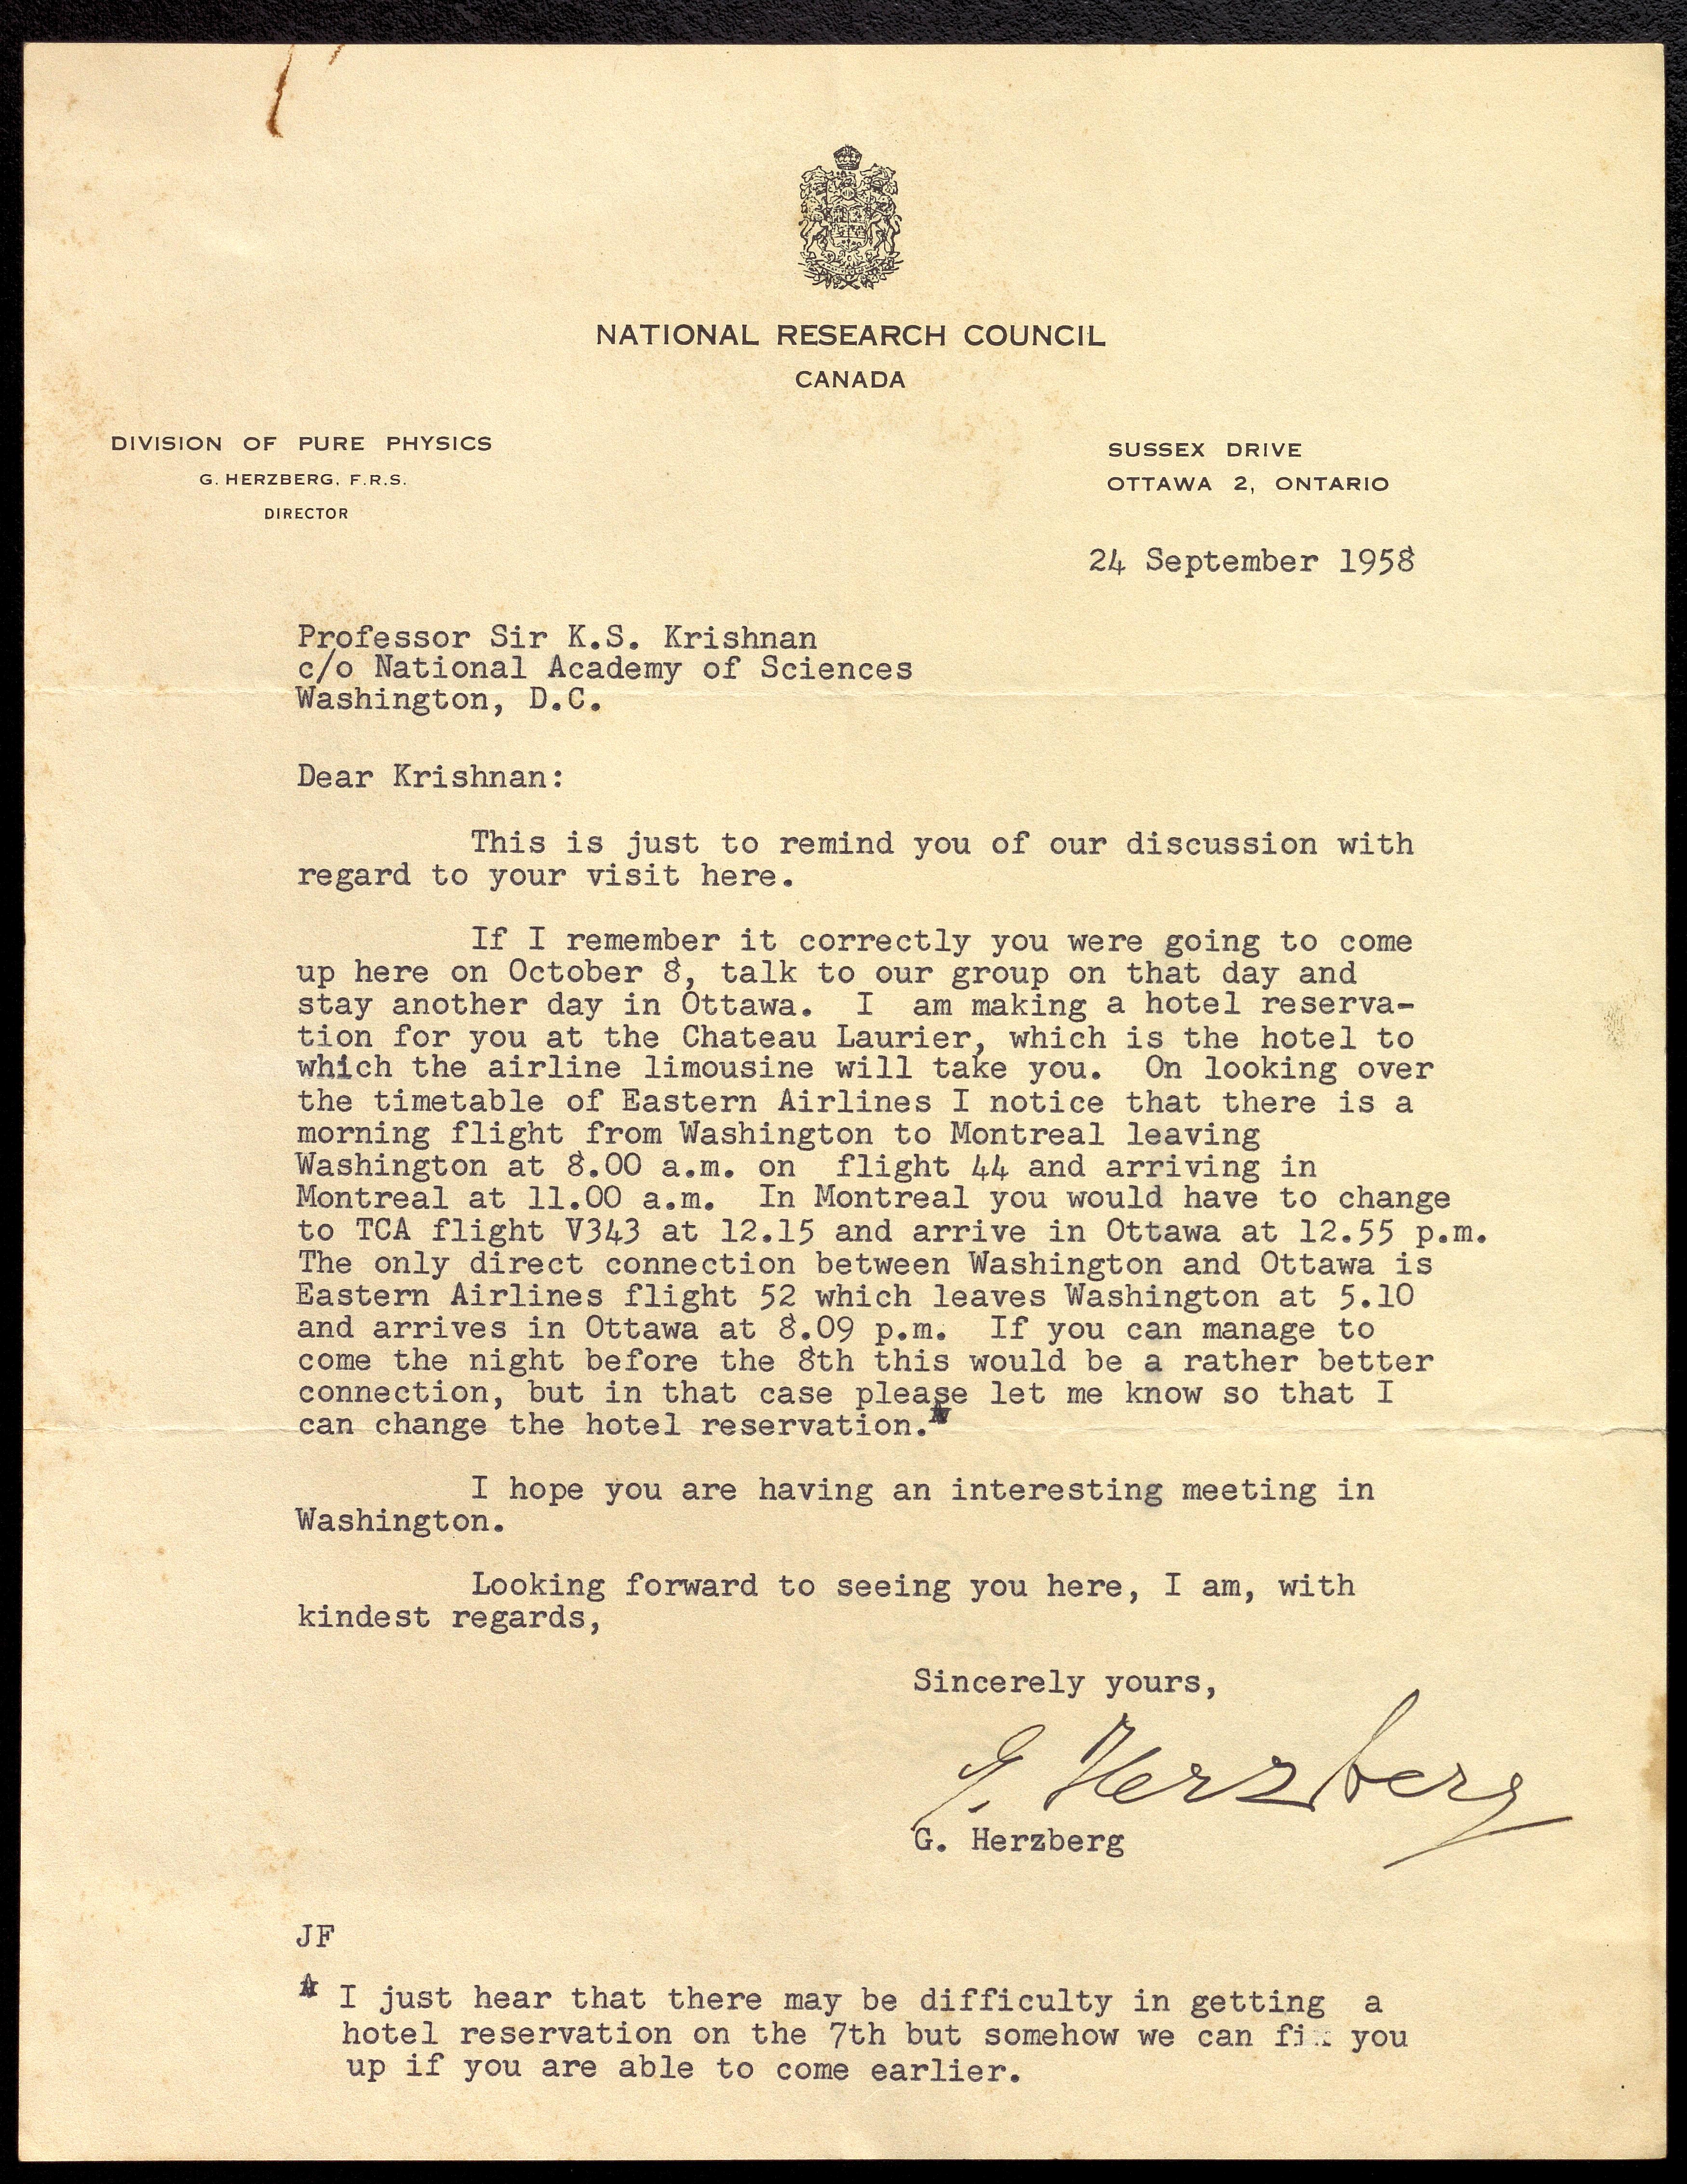 NATIONAL RESEARCH COUNCIL
CANADA
DIVISION OF PURE PHYSICS
G. HERZBERG, F.R.S.
DIRECTOR
SUSSEX DRIVE
OTTAWA 2, ONTARIO
24 September 1958
Professor Sir K.S. Krishnan
c/o National Academy of Sciences
Washington, D.C.
Dear Krishnan:
This is just to remind you of our discussion with
regard to your visit here.
If I remember it correctly you were going to come
up here on October 8, talk to our group on that day and
stay another day in Ottawa. I am making a hotel reserva-
tion for you at the Chateau Laurier, which is the hotel to
which the airline limousine will take you. On looking over
the timetable of Eastern Airlines I notice that there is a
morning flight from Washington to Montreal leaving
Washington at 8.00 a.m. on flight 44 and arriving in
Montreal at 11.00 a.m. In Montreal you would have to change
to TCA flight V343 at 12.15 and arrive in Ottawa at 12.55 p.m.
The only direct connection between Washington and Ottawa is
Eastern Airlines flight 52 which leaves Washington at 5.10
and arrives in Ottawa at 8.09 p.m. If you can manage to
come the night before the 8th this would be a rather better
connection, but in that case please let me know so that I
can change the hotel reservation.*
I hope you are having an interesting meeting in
Washington.
Looking forward to seeing you here, I am, with
kindest regards,
Sincerely yours,
G. Herzberg
G. Herzberg
JF
* I just hear that there may be difficulty in getting a
hotel reservation on the 7th but somehow we can fix you
up if you are able to come earlier.